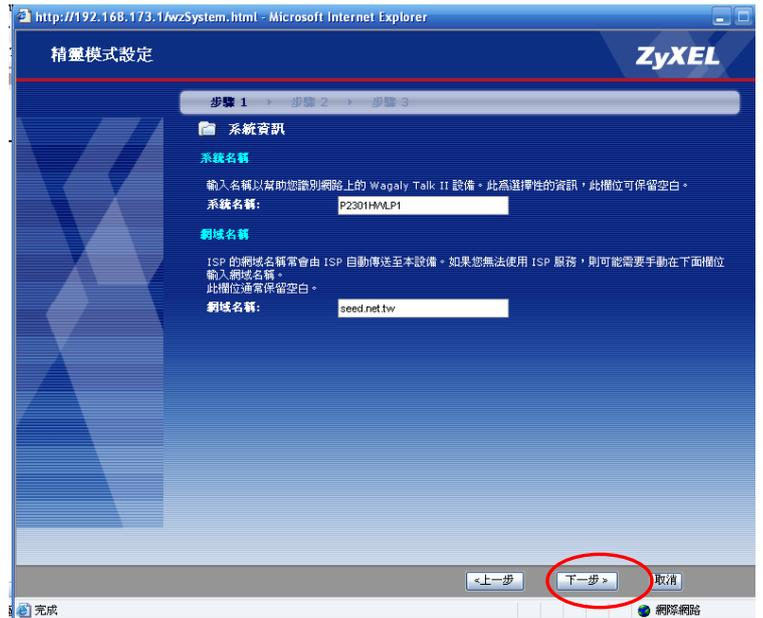 http://192.168.173.1/wzSystem.html - Microsoft Internet Explorer
精靈模式設定
ZyXEL
步驟 1 步驟 2 步驟 3
系統資訊
系統名稱
輸入名稱以幫助您識別網路上的 Wagaly Talk II 設備。此為選擇性的資訊,此欄位可保留空白。
系統名稱: P2301HWLP1
網域名稱
ISP 的網域名稱常會由 ISP 自動傳送至本設備。如果您無法使用 ISP 服務,則可能需要手動在下面欄位
輸入網域名稱。
此欄位通常保留空白。
網域名稱: seed.net.tw
«上一步 下一步» 取消
完成 網際網路